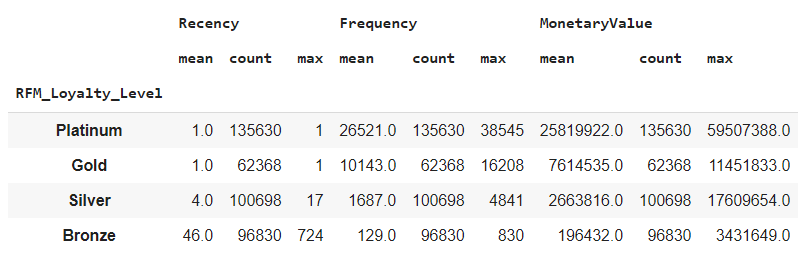 Recency Frequency MonetaryValue
mean count max mean count max mean count max
RFM_Loyalty_Level
Platinum 1.0 135630 1 26521.0 135630 38545 25819922.0 135630 59507388.0
Gold 1.0 62368 1 10143.0 62368 16208 7614535.0 62368 11451833.0
Silver 4.0 100698 17 1687.0 100698 4841 2663816.0 100698 17609654.0
Bronze 46.0 96830 724 129.0 96830 830 196432.0 96830 3431649.0